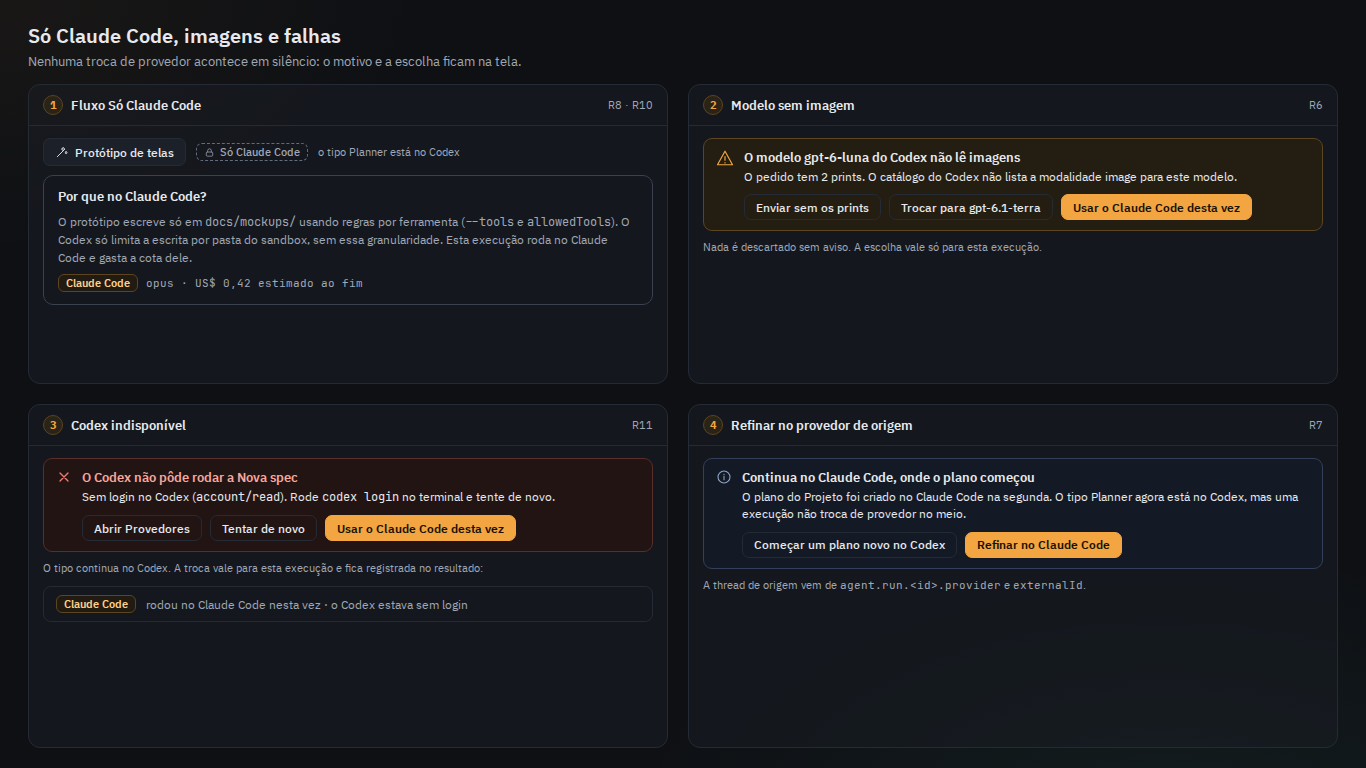 Só Claude Code, imagens e falhas
Nenhuma troca de provedor acontece em silêncio: o motivo e a escolha ficam na tela.
1 Fluxo Só Claude Code R8 · R10
Protótipo de telas Só Claude Code o tipo Planner está no Codex
Por que no Claude Code?
O protótipo escreve só em docs/mockups/ usando regras por ferramenta (--tools e allowedTools). O
Codex só limita a escrita por pasta do sandbox, sem essa granularidade. Esta execução roda no Claude
Code e gasta a cota dele.
Claude Code opus · US$ 0,42 estimado ao fim
2 Modelo sem imagem R6
O modelo gpt-6-luna do Codex não lê imagens
O pedido tem 2 prints. O catálogo do Codex não lista a modalidade image para este modelo.
Enviar sem os prints Trocar para gpt-6.1-terra Usar o Claude Code desta vez
Nada é descartado sem aviso. A escolha vale só para esta execução.
3 Codex indisponível R11
O Codex não pôde rodar a Nova spec
Sem login no Codex (account/read). Rode codex login no terminal e tente de novo.
Abrir Provedores Tentar de novo Usar o Claude Code desta vez
O tipo continua no Codex. A troca vale para esta execução e fica registrada no resultado:
Claude Code rodou no Claude Code nesta vez · o Codex estava sem login
4 Refinar no provedor de origem R7
Continua no Claude Code, onde o plano começou
O plano do Projeto foi criado no Claude Code na segunda. O tipo Planner agora está no Codex, mas uma
execução não troca de provedor no meio.
Começar um plano novo no Codex Refinar no Claude Code
A thread de origem vem de agent.run.<id>.provider e externalId.